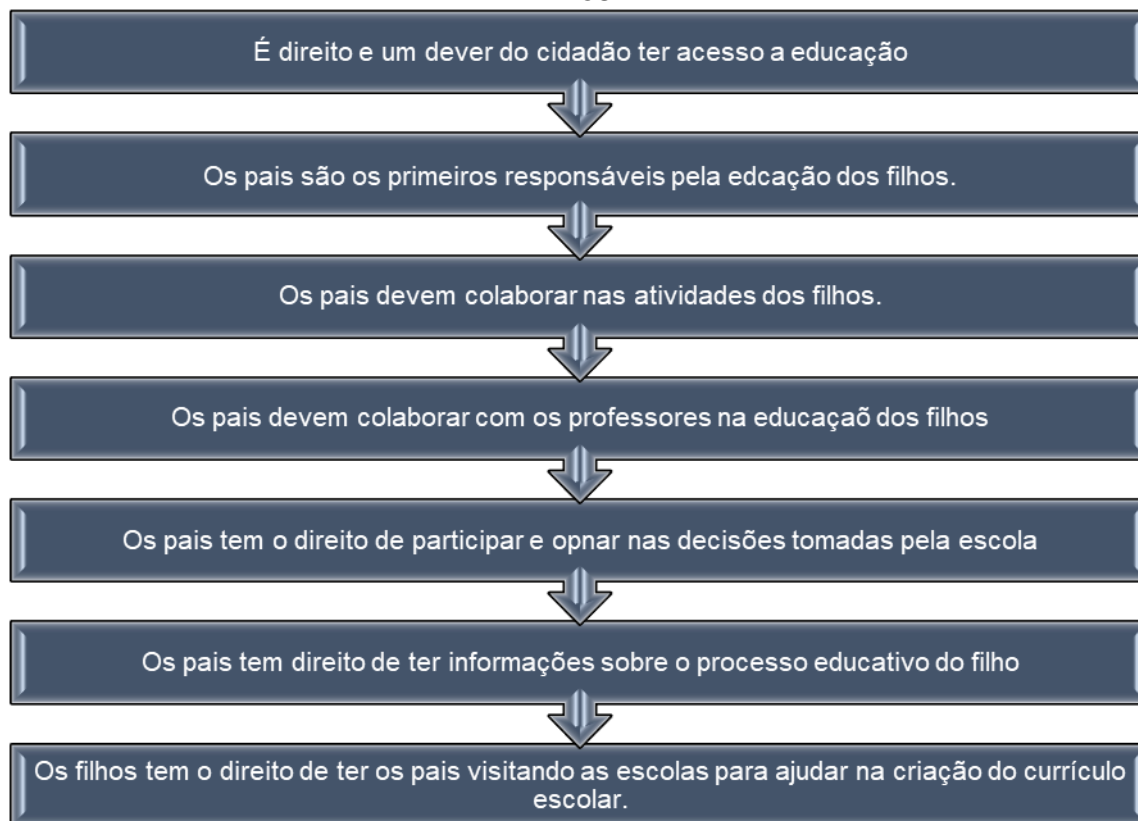 É direito e um dever do cidadão ter acesso a educação
Os pais são os primeiros responsáveis pela edcação dos filhos.
Os pais devem colaborar nas atividades dos filhos.
Os pais devem colaborar com os professores na educaçaõ dos filhos
Os pais tem o direito de participar e opnar nas decisões tomadas pela escola
Os pais tem direito de ter informações sobre o processo educativo do filho
Os filhos tem o direito de ter os pais visitando as escolas para ajudar na criação do currículo
escolar.